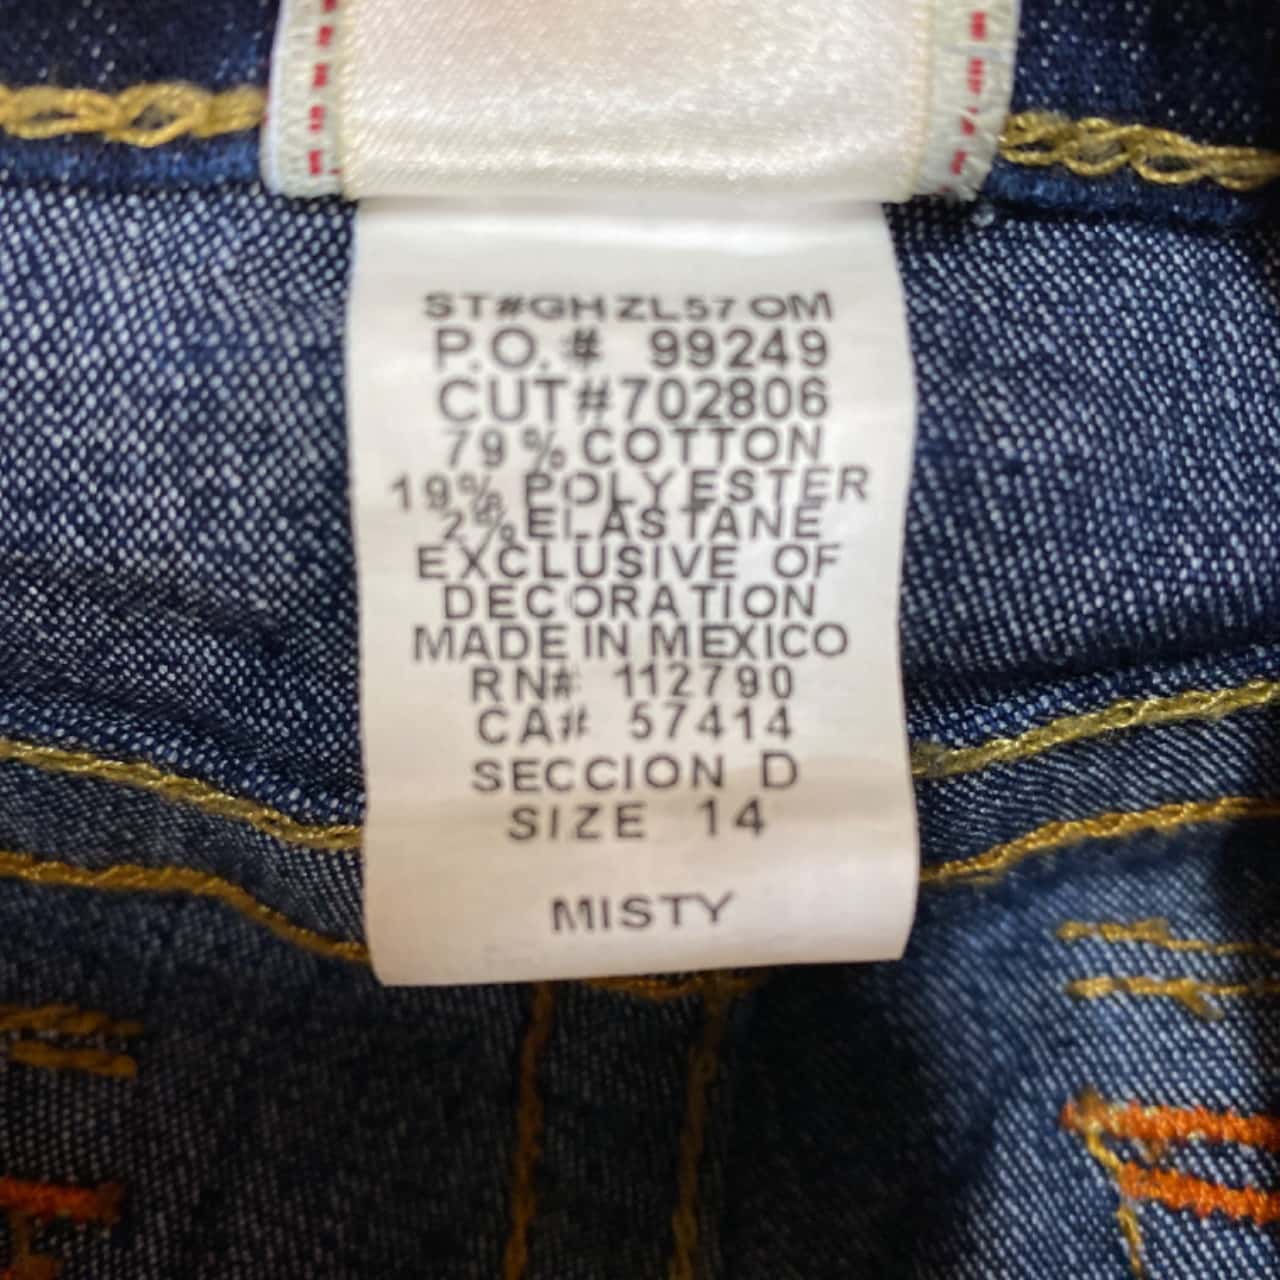 ST#GHZL57OM
P.O.# 99249
CUT#702806
79% COTTON
19% POLYESTER
2% ELASTANE
EXCLUSIVE OF
DECORATION
MADE IN MEXICO
RN# 112790
CA# 57414
SECCION D
SIZE 14
MISTY